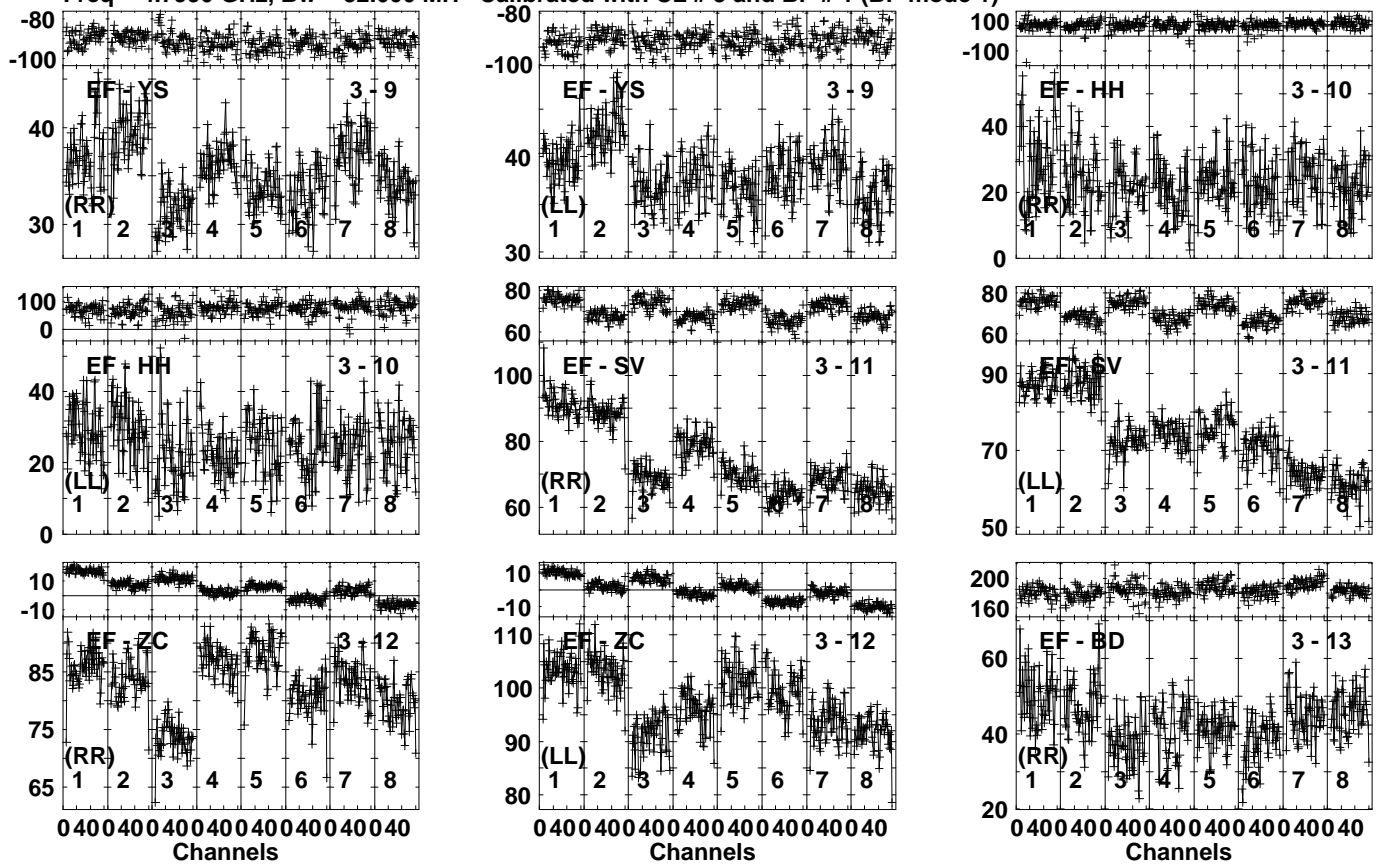 -80 -80 100
-100 -100 -100
EF - YS 3 - 9 EF - YS 3 - 9 EF - HH 3 - 10
40 40 40
30 30 20
0
(RR) (LL) (RR)
1 2 3 4 5 6 7 8 1 2 3 4 5 6 7 8 1 2 3 4 5 6 7 8
100 80 80
0 60 60
EF - HH 3 - 10 EF - SV 3 - 11 EF - SV 3 - 11
40 100 90
20 80 70
0 60 50
(LL) (RR) (LL)
1 2 3 4 5 6 7 8 1 2 3 4 5 6 7 8 1 2 3 4 5 6 7 8
10 10 200
-10 -10 160
EF - ZC 3 - 12 EF - ZC 3 - 12 EF - BD 3 - 13
85 110 60
75 100 40
65 90 20
80
(RR) (LL) (RR)
1 2 3 4 5 6 7 8 1 2 3 4 5 6 7 8 1 2 3 4 5 6 7 8
0 40 0 40 0 40 0 40 0 40 0 40 0 40 0 40 0 40 0 40 0 40 0 40 0 40 0 40 0 40 0 40 0 40 0 40 0 40 0 40 0 40 0 40 0 40 0 40
Channels Channels Channels